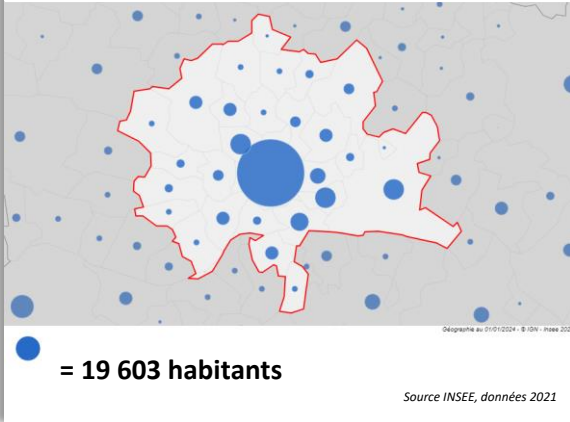 Géographie au 01/01/2024 - © IGN - Insee 202
= 19 603 habitants
Source INSEE, données 2021